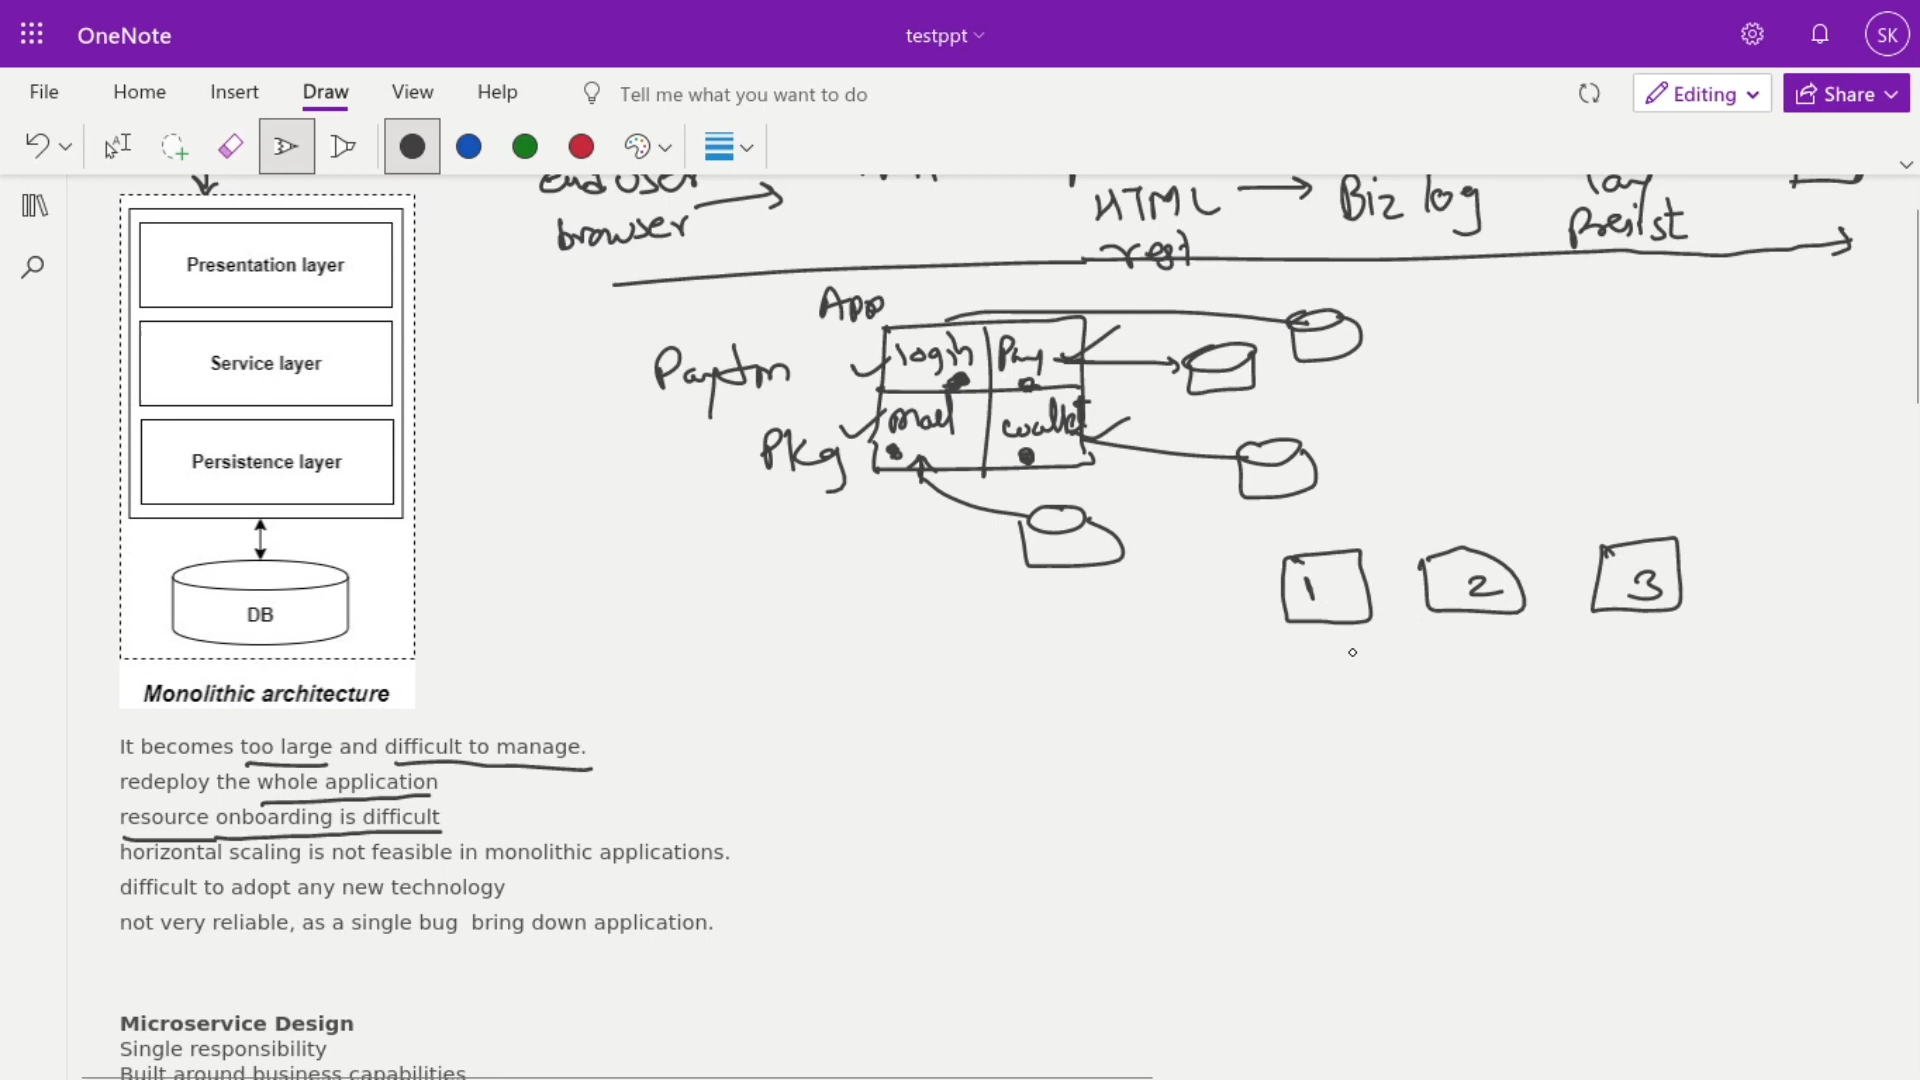 OneNote
testppt
SK
File Home Insert Draw View Help Tell me what you want to do
Editing Share
browser
HTML
Biz log
App
login
Pay
Paytm
Pkg
1 2 3
Presentation layer
Service layer
Persistence layer
DB
Monolithic architecture
It becomes too large and difficult to manage.
redeploy the whole application
resource onboarding is difficult
horizontal scaling is not feasible in monolithic applications.
difficult to adopt any new technology
not very reliable, as a single bug bring down application.
Microservice Design
Single responsibility
Built around business capabilities